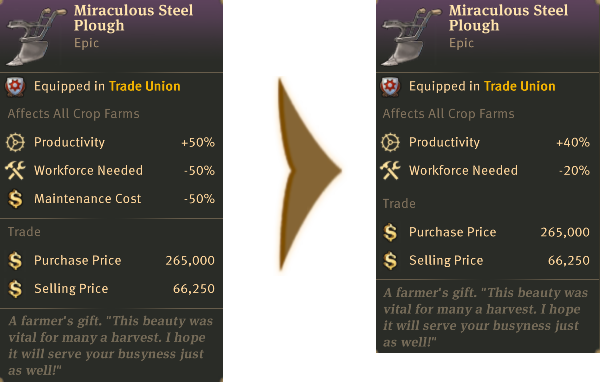 Miraculous Steel
Plough
Epic
Equipped in Trade Union
Affects All Crop Farms
Productivity +50%
Workforce Needed -50%
Maintenance Cost -50%
Trade
Purchase Price 265,000
Selling Price 66,250
A farmer's gift. "This beauty was
vital for many a harvest. I hope
it will serve your busyness just
as well!"
Miraculous Steel
Plough
Epic
Equipped in Trade Union
Affects All Crop Farms
Productivity +40%
Workforce Needed -20%
Trade
Purchase Price 265,000
Selling Price 66,250
A farmer's gift. "This beauty was
vital for many a harvest. I hope
it will serve your busyness just
as well!"